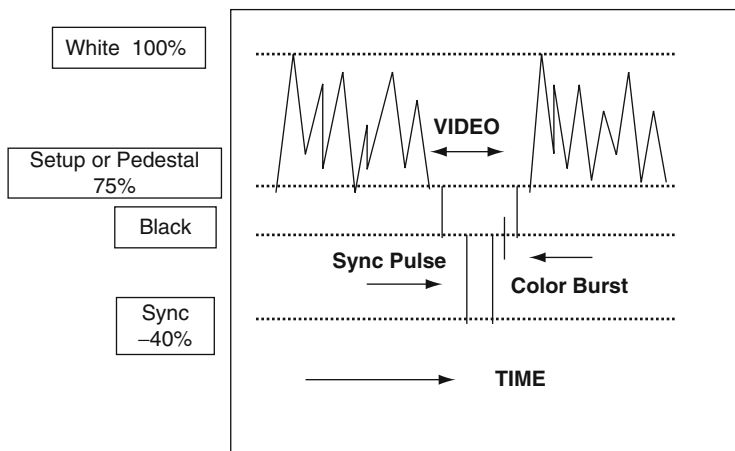 White 100%
VIDEO
Setup or Pedestal
75%
Black
Sync Pulse
Color Burst
Sync
–40%
TIME